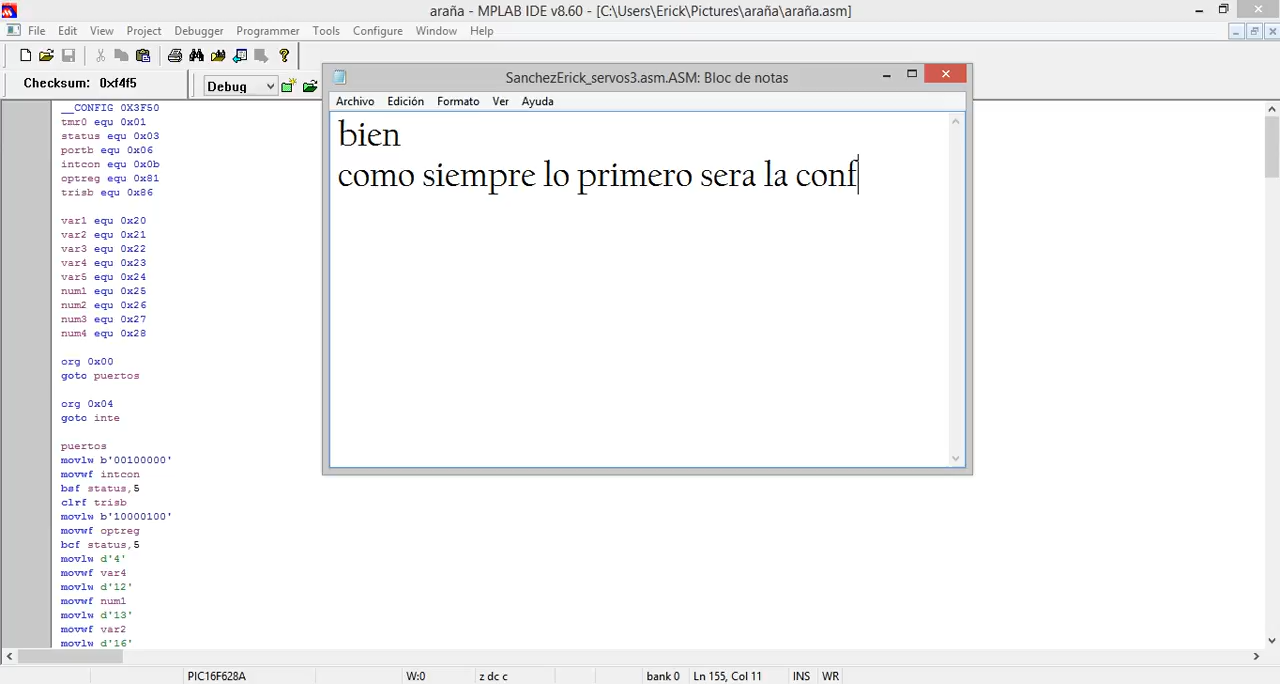 araña - MPLAB IDE v8.60 - [C:\Users\Erick\Pictures\araña\araña.asm]
File Edit View Project Debugger Programmer Tools Configure Window Help
Checksum: 0xf4f5
Debug
SanchezErick_servos3.asm.ASM: Bloc de notas
Archivo Edición Formato Ver Ayuda
bien
como siempre lo primero sera la conf
__CONFIG 0X3F50
tmr0 equ 0x01
status equ 0x03
portb equ 0x06
intcon equ 0x0b
optreg equ 0x81
trisb equ 0x86
var1 equ 0x20
var2 equ 0x21
var3 equ 0x22
var4 equ 0x23
var5 equ 0x24
num1 equ 0x25
num2 equ 0x26
num3 equ 0x27
num4 equ 0x28
org 0x00
goto puertos
org 0x04
goto inte
puertos
movlw b'00100000'
movwf intcon
bsf status,5
clrf trisb
movlw b'10000100'
movwf optreg
bcf status,5
movlw d'4'
movwf var4
movlw d'12'
movwf num1
movlw d'13'
movwf var2
movlw d'16'
PIC16F628A W:0 z dc c bank 0 Ln 155, Col 11 INS WR